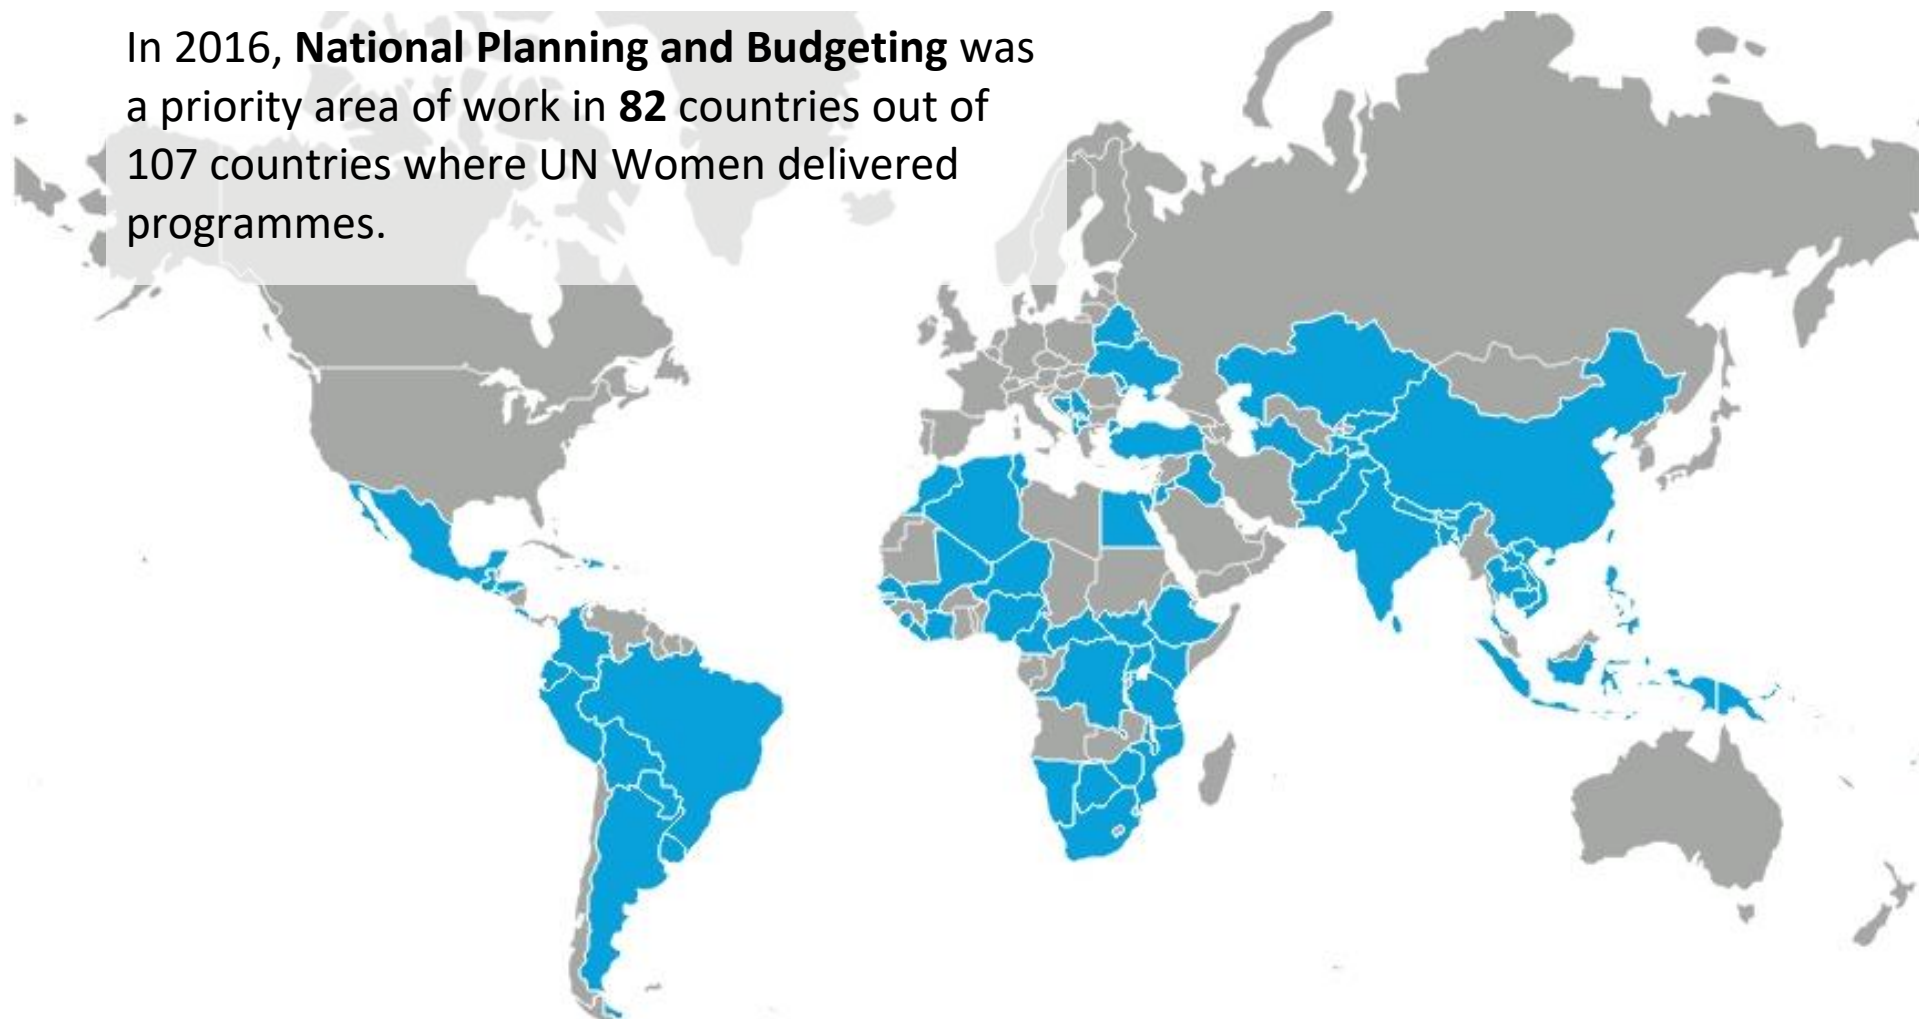 In 2016, National Planning and Budgeting was
a priority area of work in 82 countries out of
107 countries where UN Women delivered
programmes.